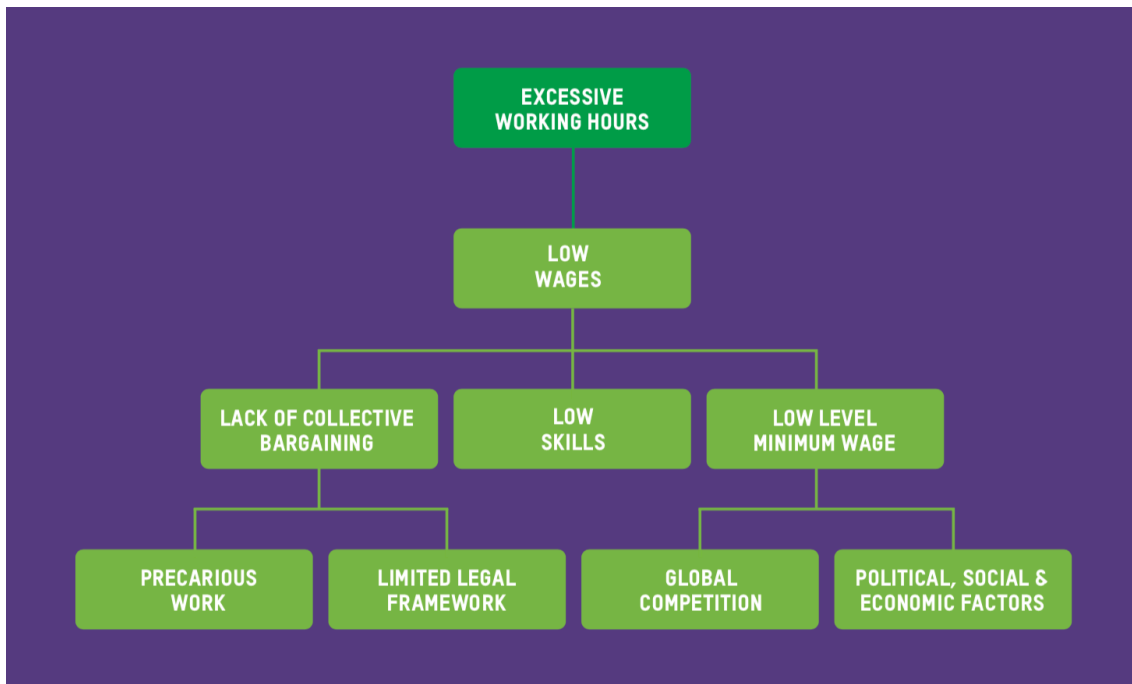 EXCESSIVE
WORKING HOURS
LOW
WAGES
LACK OF COLLECTIVE
BARGAINING
LOW
SKILLS
LOW LEVEL
MINIMUM WAGE
PRECARIOUS
WORK
LIMITED LEGAL
FRAMEWORK
GLOBAL
COMPETITION
POLITICAL, SOCIAL &
ECONOMIC FACTORS